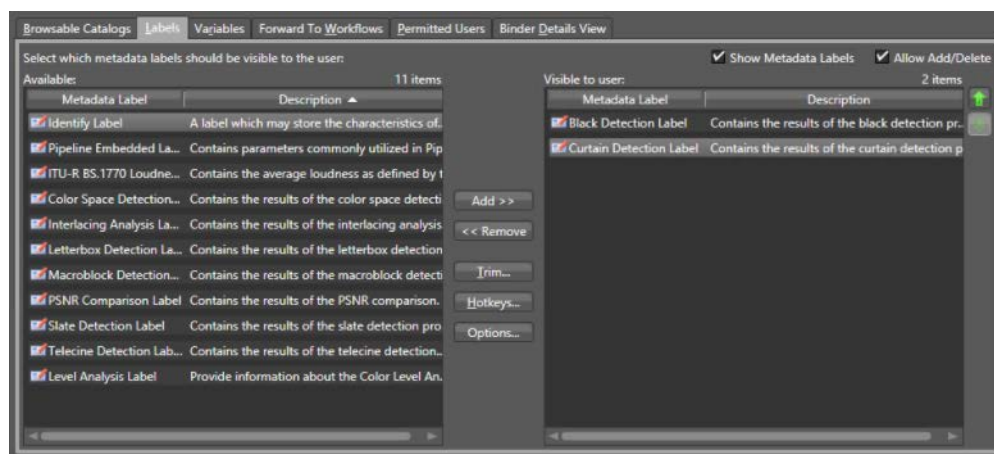 Browsable Catalogs Labels Variables Forward To Workflows Permitted Users Binder Details View
Select which metadata labels should be visible to the user: Show Metadata Labels Allow Add/Delete
Available: 11 items Visible to user: 2 items
Metadata Label Description Metadata Label Description
Identify Label A label which may store the characteristics of.. Black Detection Label Contains the results of the black detection pr..
Pipeline Embedded La... Contains parameters commonly utilized in Pip Curtain Detection Label Contains the results of the curtain detection p
ITU-R BS.1770 Loudne... Contains the average loudness as defined by t
Color Space Detection... Contains the results of the color space detecti
Add >>
Interlacing Analysis La... Contains the results of the interlacing analysis
<< Remove
Letterbox Detection La... Contains the results of the letterbox detection
Macroblock Detection... Contains the results of the macroblock detecti
Trim...
PSNR Comparison Label Contains the results of the PSNR comparison.
Hotkeys...
Slate Detection Label Contains the results of the slate detection pro
Options...
Telecine Detection Lab... Contains the results of the telecine detection...
Level Analysis Label Provide information about the Color Level An.